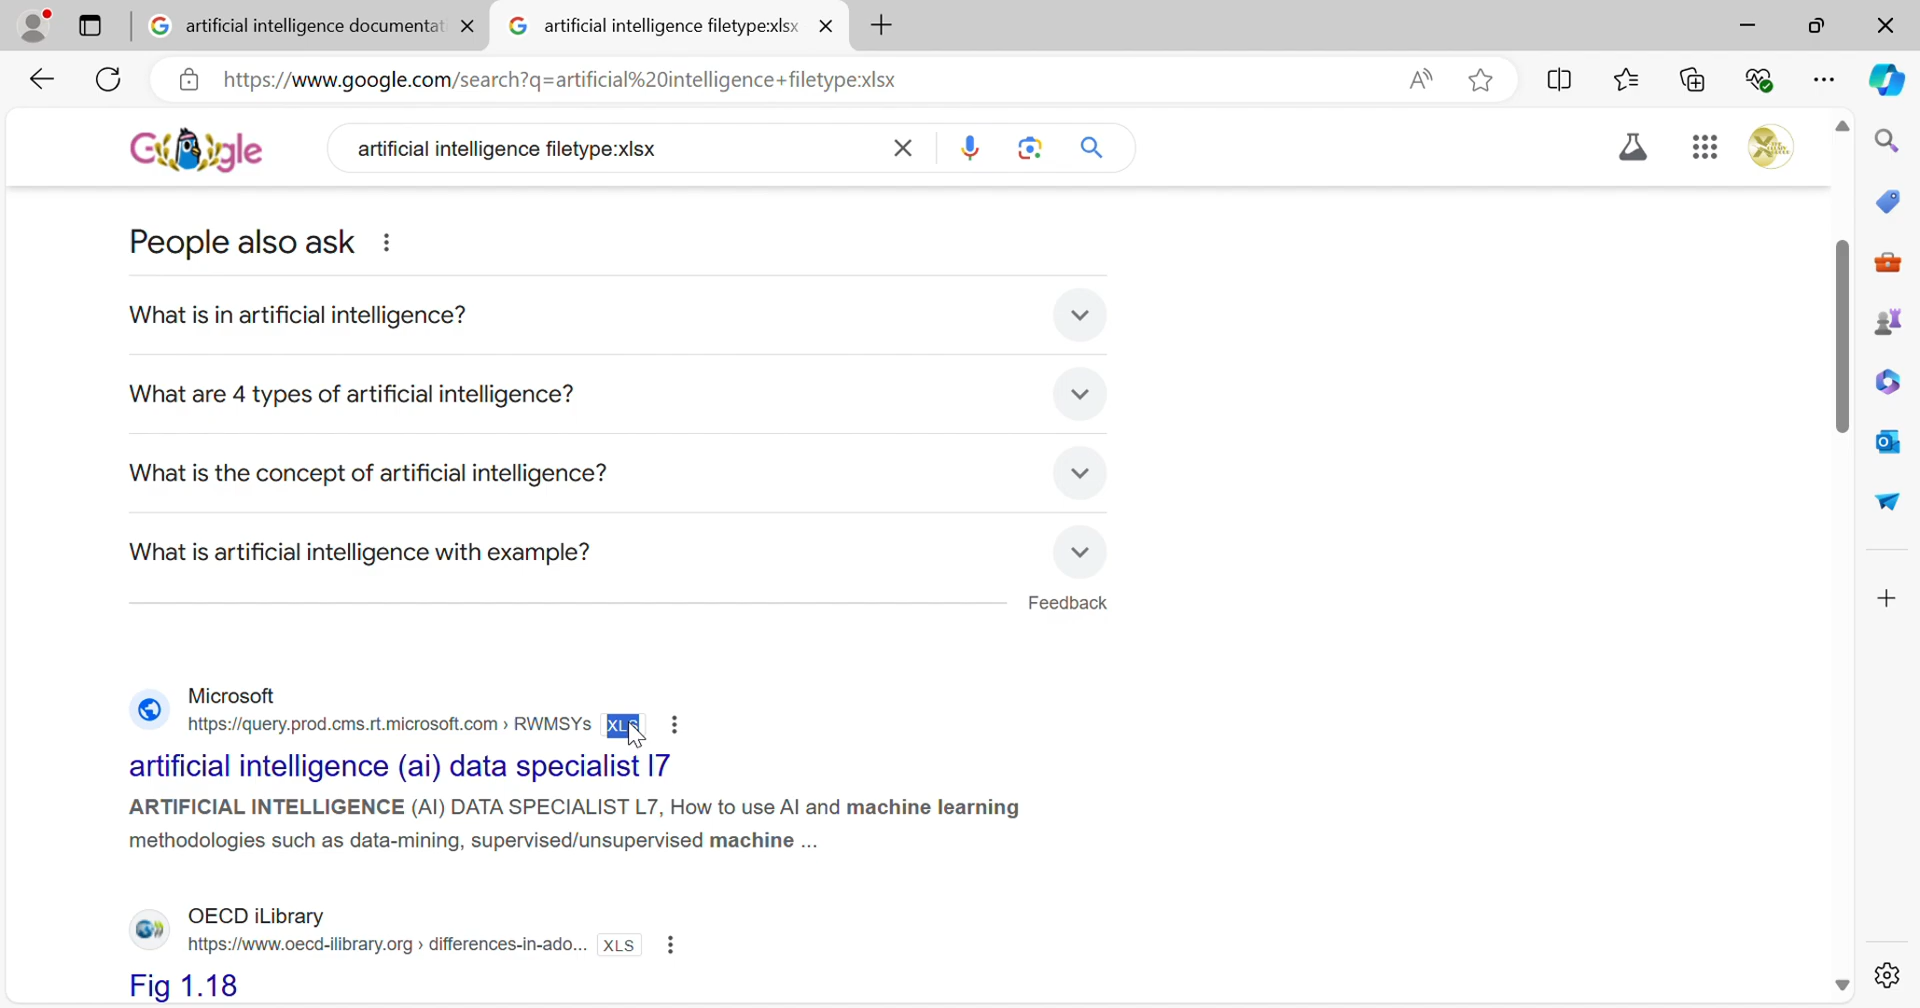 artificial intelligence documentat
artificial intelligence filetype:xlsx
https://www.google.com/search?q=artificial%20intelligence+filetype:xlsx
Google
artificial intelligence filetype:xlsx
People also ask
What is in artificial intelligence?
What are 4 types of artificial intelligence?
What is the concept of artificial intelligence?
What is artificial intelligence with example?
Feedback
Microsoft
https://query.prod.cms.rt.microsoft.com › RWMSYs XLS
artificial intelligence (ai) data specialist l7
ARTIFICIAL INTELLIGENCE (AI) DATA SPECIALIST L7, How to use AI and machine learning
methodologies such as data-mining, supervised/unsupervised machine ...
OECD iLibrary
https://www.oecd-ilibrary.org › differences-in-ado... XLS
Fig 1.18